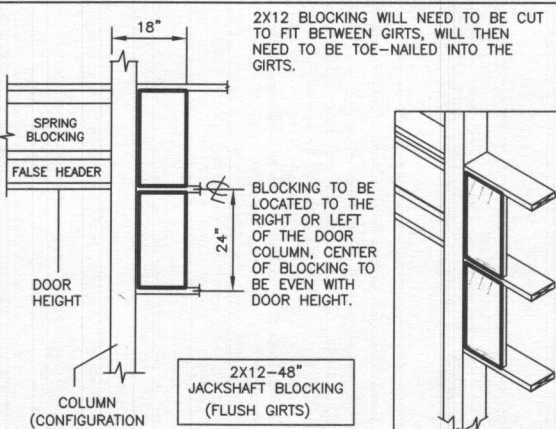 18"
2X12 BLOCKING WILL NEED TO BE CUT
TO FIT BETWEEN GIRTS, WILL THEN
NEED TO BE TOE-NAILED INTO THE
GIRTS.
SPRING
BLOCKING
FALSE HEADER
DOOR
HEIGHT
24"
BLOCKING TO BE
LOCATED TO THE
RIGHT OR LEFT
OF THE DOOR
COLUMN, CENTER
OF BLOCKING TO
BE EVEN WITH
DOOR HEIGHT.
COLUMN
(CONFIGURATION
2X12-48"
JACKSHAFT BLOCKING
(FLUSH GIRTS)